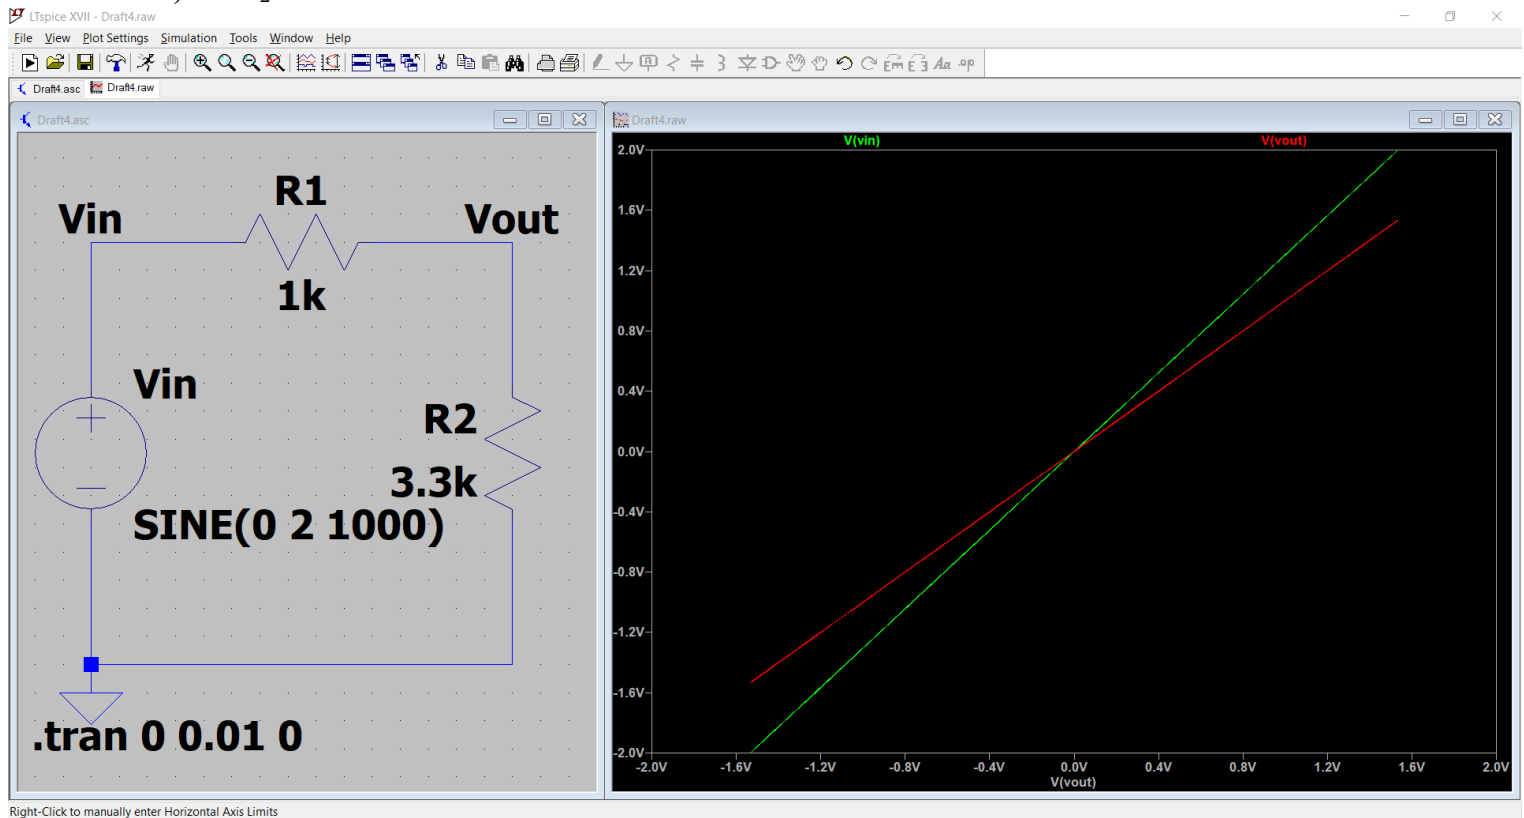 LTspice XVII - Draft4.raw
File View Plot Settings Simulation Tools Window Help
Draft4.asc Draft4.raw
Draft4.asc
Draft4.raw
Vin
R1
Vout
1k
Vin
R2
3.3k
SINE(0 2 1000)
.tran 0 0.01 0
V(vin) V(vout)
2.0V
1.6V
1.2V
0.8V
0.4V
0.0V
-0.4V
-0.8V
-1.2V
-1.6V
-2.0V
-2.0V -1.6V -1.2V -0.8V -0.4V 0.0V 0.4V 0.8V 1.2V 1.6V 2.0V
V(vout)
Right-Click to manually enter Horizontal Axis Limits